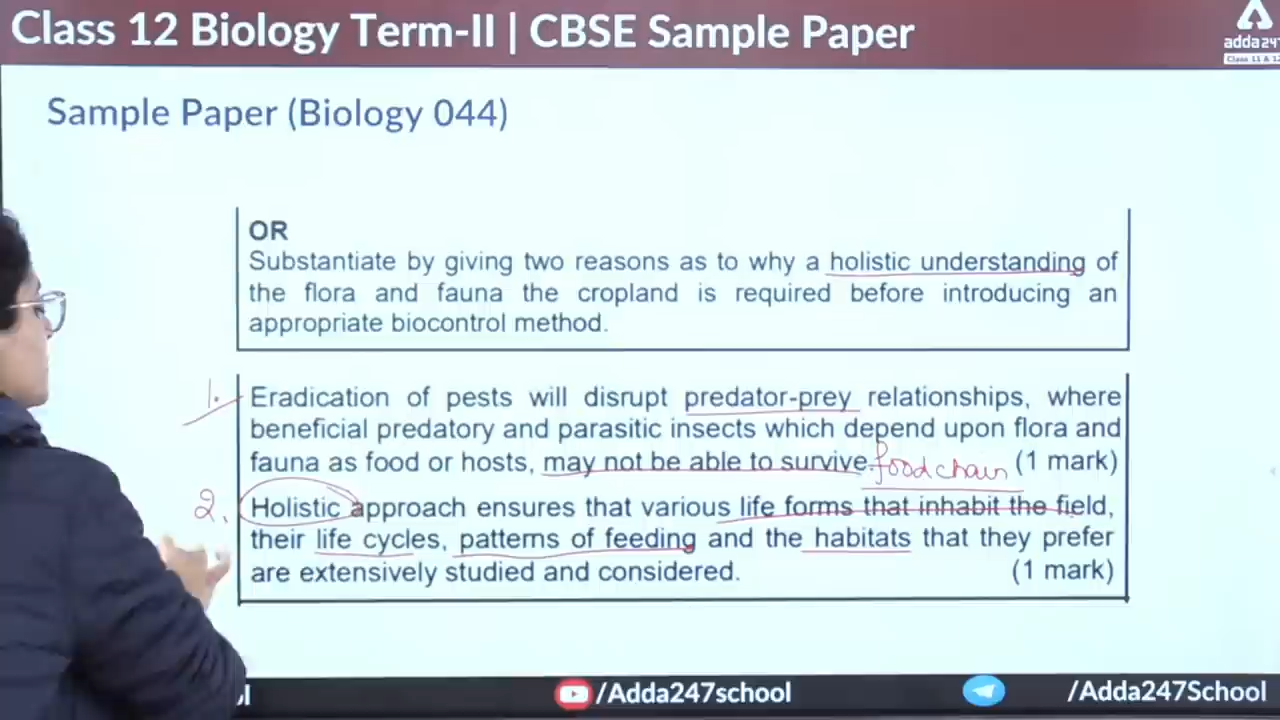 Class 12 Biology Term-II | CBSE Sample Paper
adda247
Class 11 & 12
Sample Paper (Biology 044)
OR
Substantiate by giving two reasons as to why a holistic understanding of
the flora and fauna the cropland is required before introducing an
appropriate biocontrol method.
1. Eradication of pests will disrupt predator-prey relationships, where
beneficial predatory and parasitic insects which depend upon flora and
fauna as food or hosts, may not be able to survive. food chain (1 mark)
2. Holistic approach ensures that various life forms that inhabit the field,
their life cycles, patterns of feeding and the habitats that they prefer
are extensively studied and considered. (1 mark)
/Adda247school /Adda247School